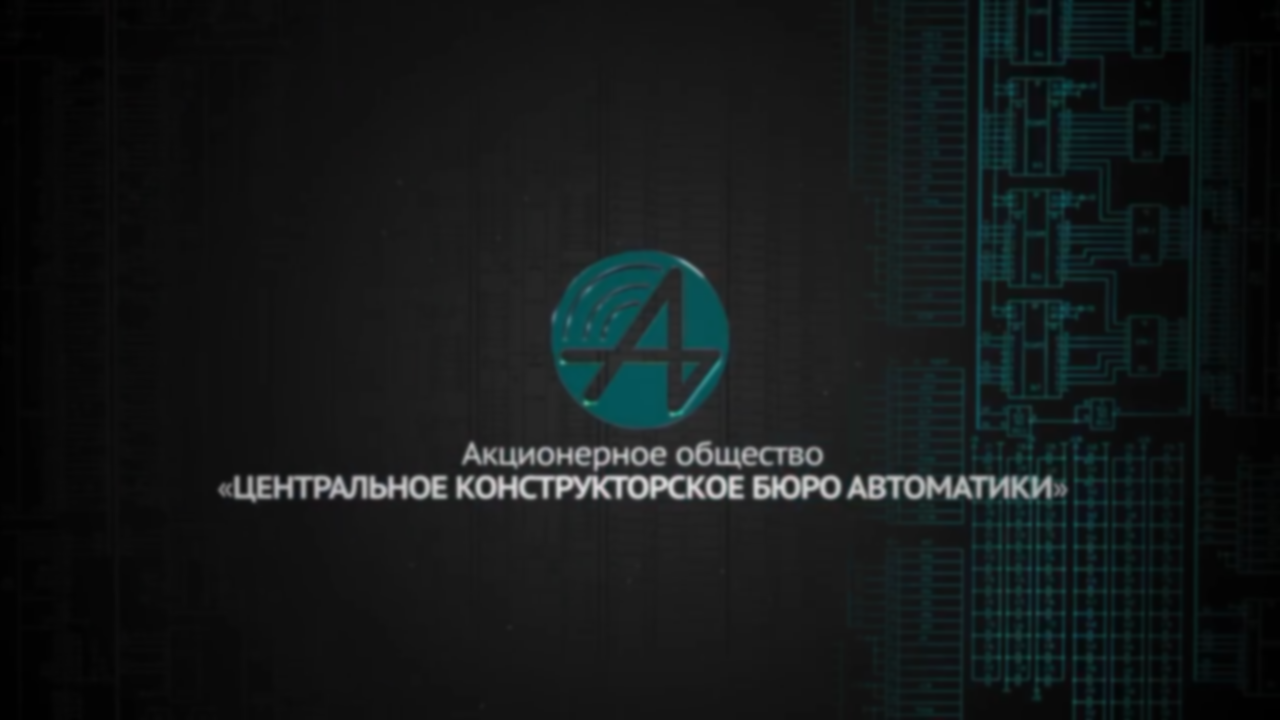 Акционерное общество
«ЦЕНТРАЛЬНОЕ КОНСТРУКТОРСКОЕ БЮРО АВТОМАТИКИ»